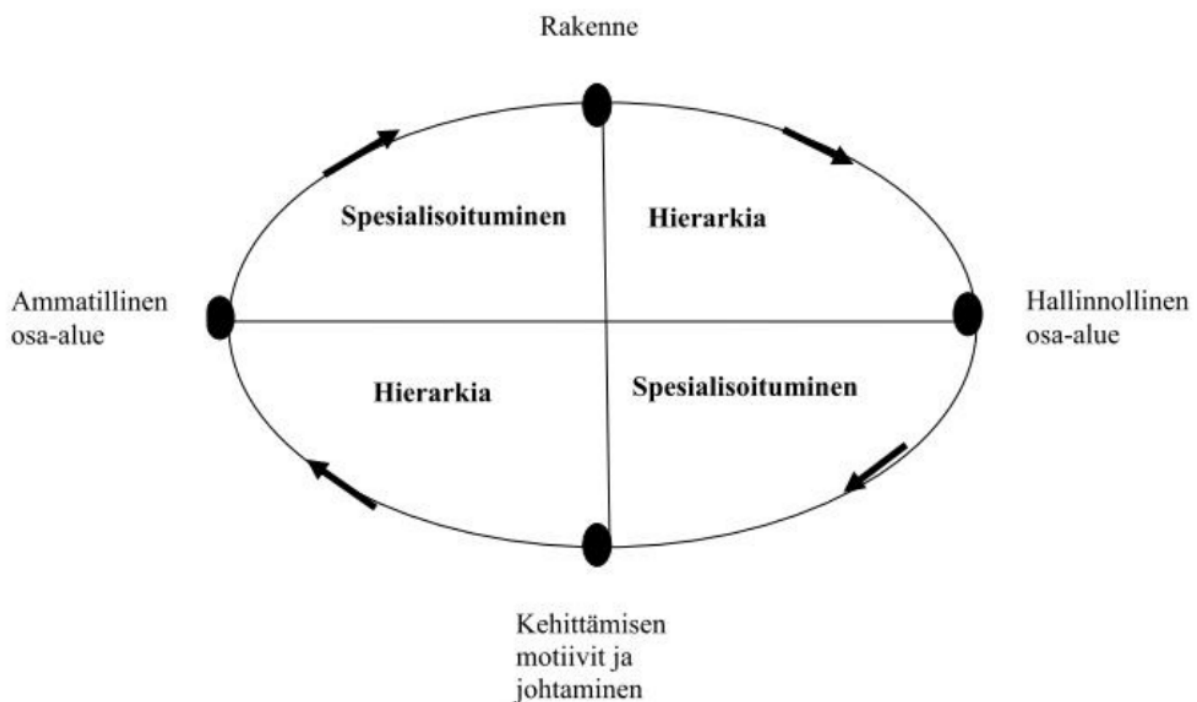 Rakenne
Spesialisoituminen
Hierarkia
Ammatillinen
osa-alue
Hallinnollinen
osa-alue
Hierarkia
Spesialisoituminen
Kehittämisen
motiivit ja
johtaminen